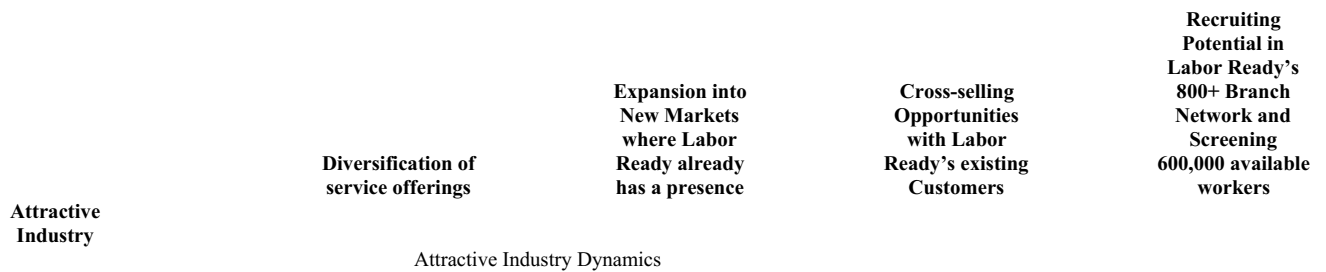 Attractive
Industry
Diversification of
service offerings
Expansion into
New Markets
where Labor
Ready already
has a presence
Cross-selling
Opportunities
with Labor
Ready’s existing
Customers
Recruiting
Potential in
Labor Ready’s
800+ Branch
Network and
Screening
600,000 available
workers
Attractive Industry Dynamics